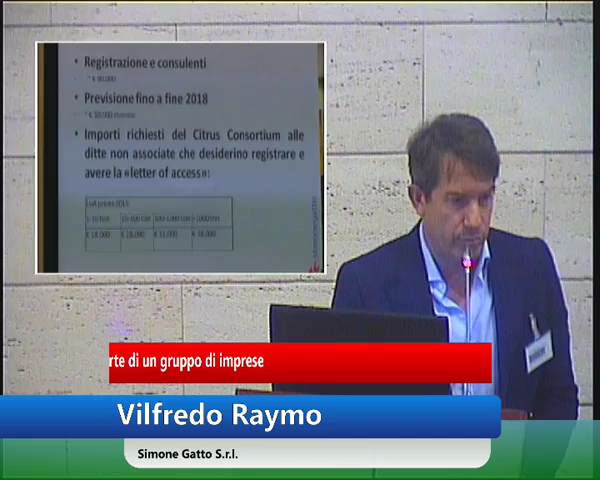 • Registrazione e consulenti
• Previsione fino a fine 2018
• Importi richiesti del Citrus Consortium alle
ditte non associate che desiderino registrare e
avere la «letter of access»:
€ 18.000 € 28.000 € 31.000
rte di un gruppo di imprese
Vilfredo Raymo
Simone Gatto S.r.l.